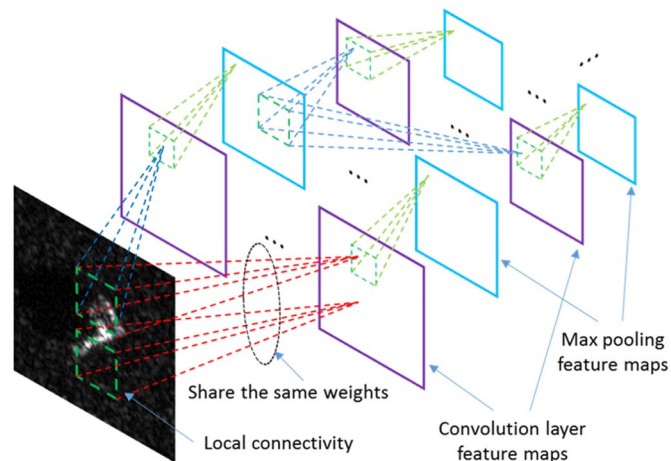 Max pooling
feature maps
Share the same weights
Convolution layer
feature maps
Local connectivity